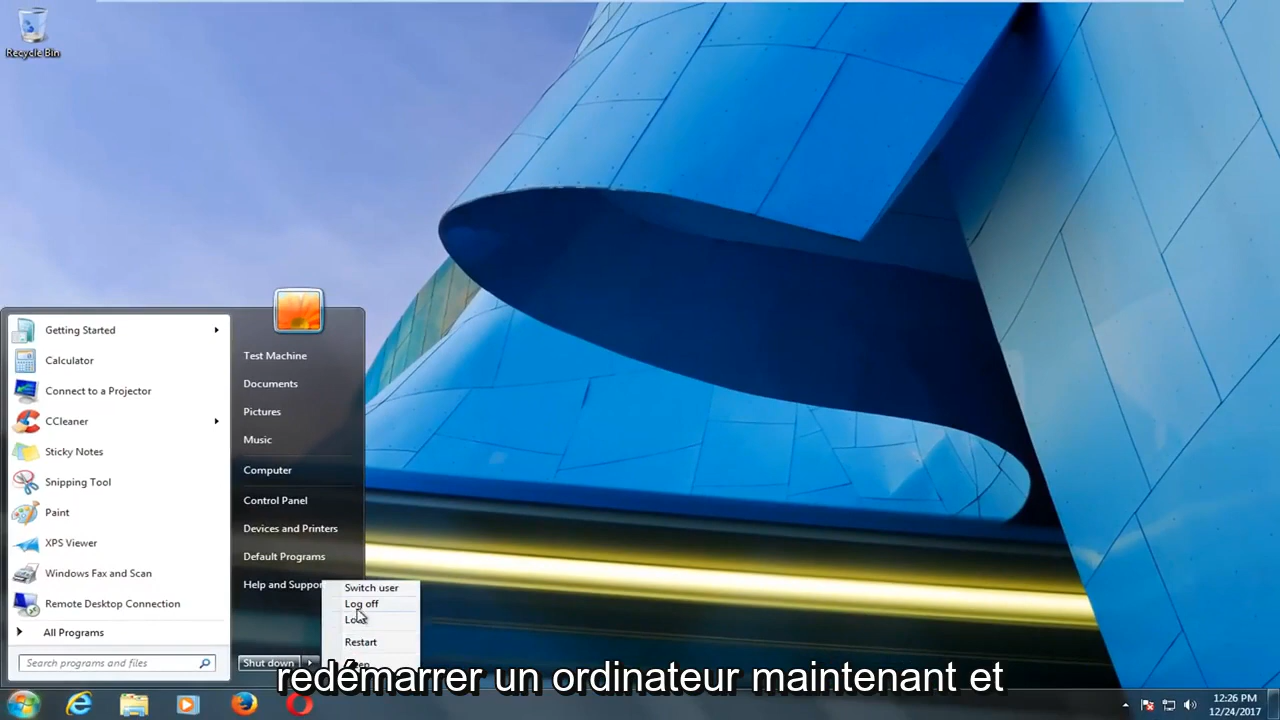 Recycle Bin
Getting Started
Calculator
Connect to a Projector
CCleaner
Sticky Notes
Snipping Tool
Paint
XPS Viewer
Windows Fax and Scan
Remote Desktop Connection
All Programs
Search programs and files
Test Machine
Documents
Pictures
Music
Computer
Control Panel
Devices and Printers
Default Programs
Help and Suppor
Shut down
Switch user
Log off
Restart
redémarrer un ordinateur maintenant et
12:26 PM
12/24/2017